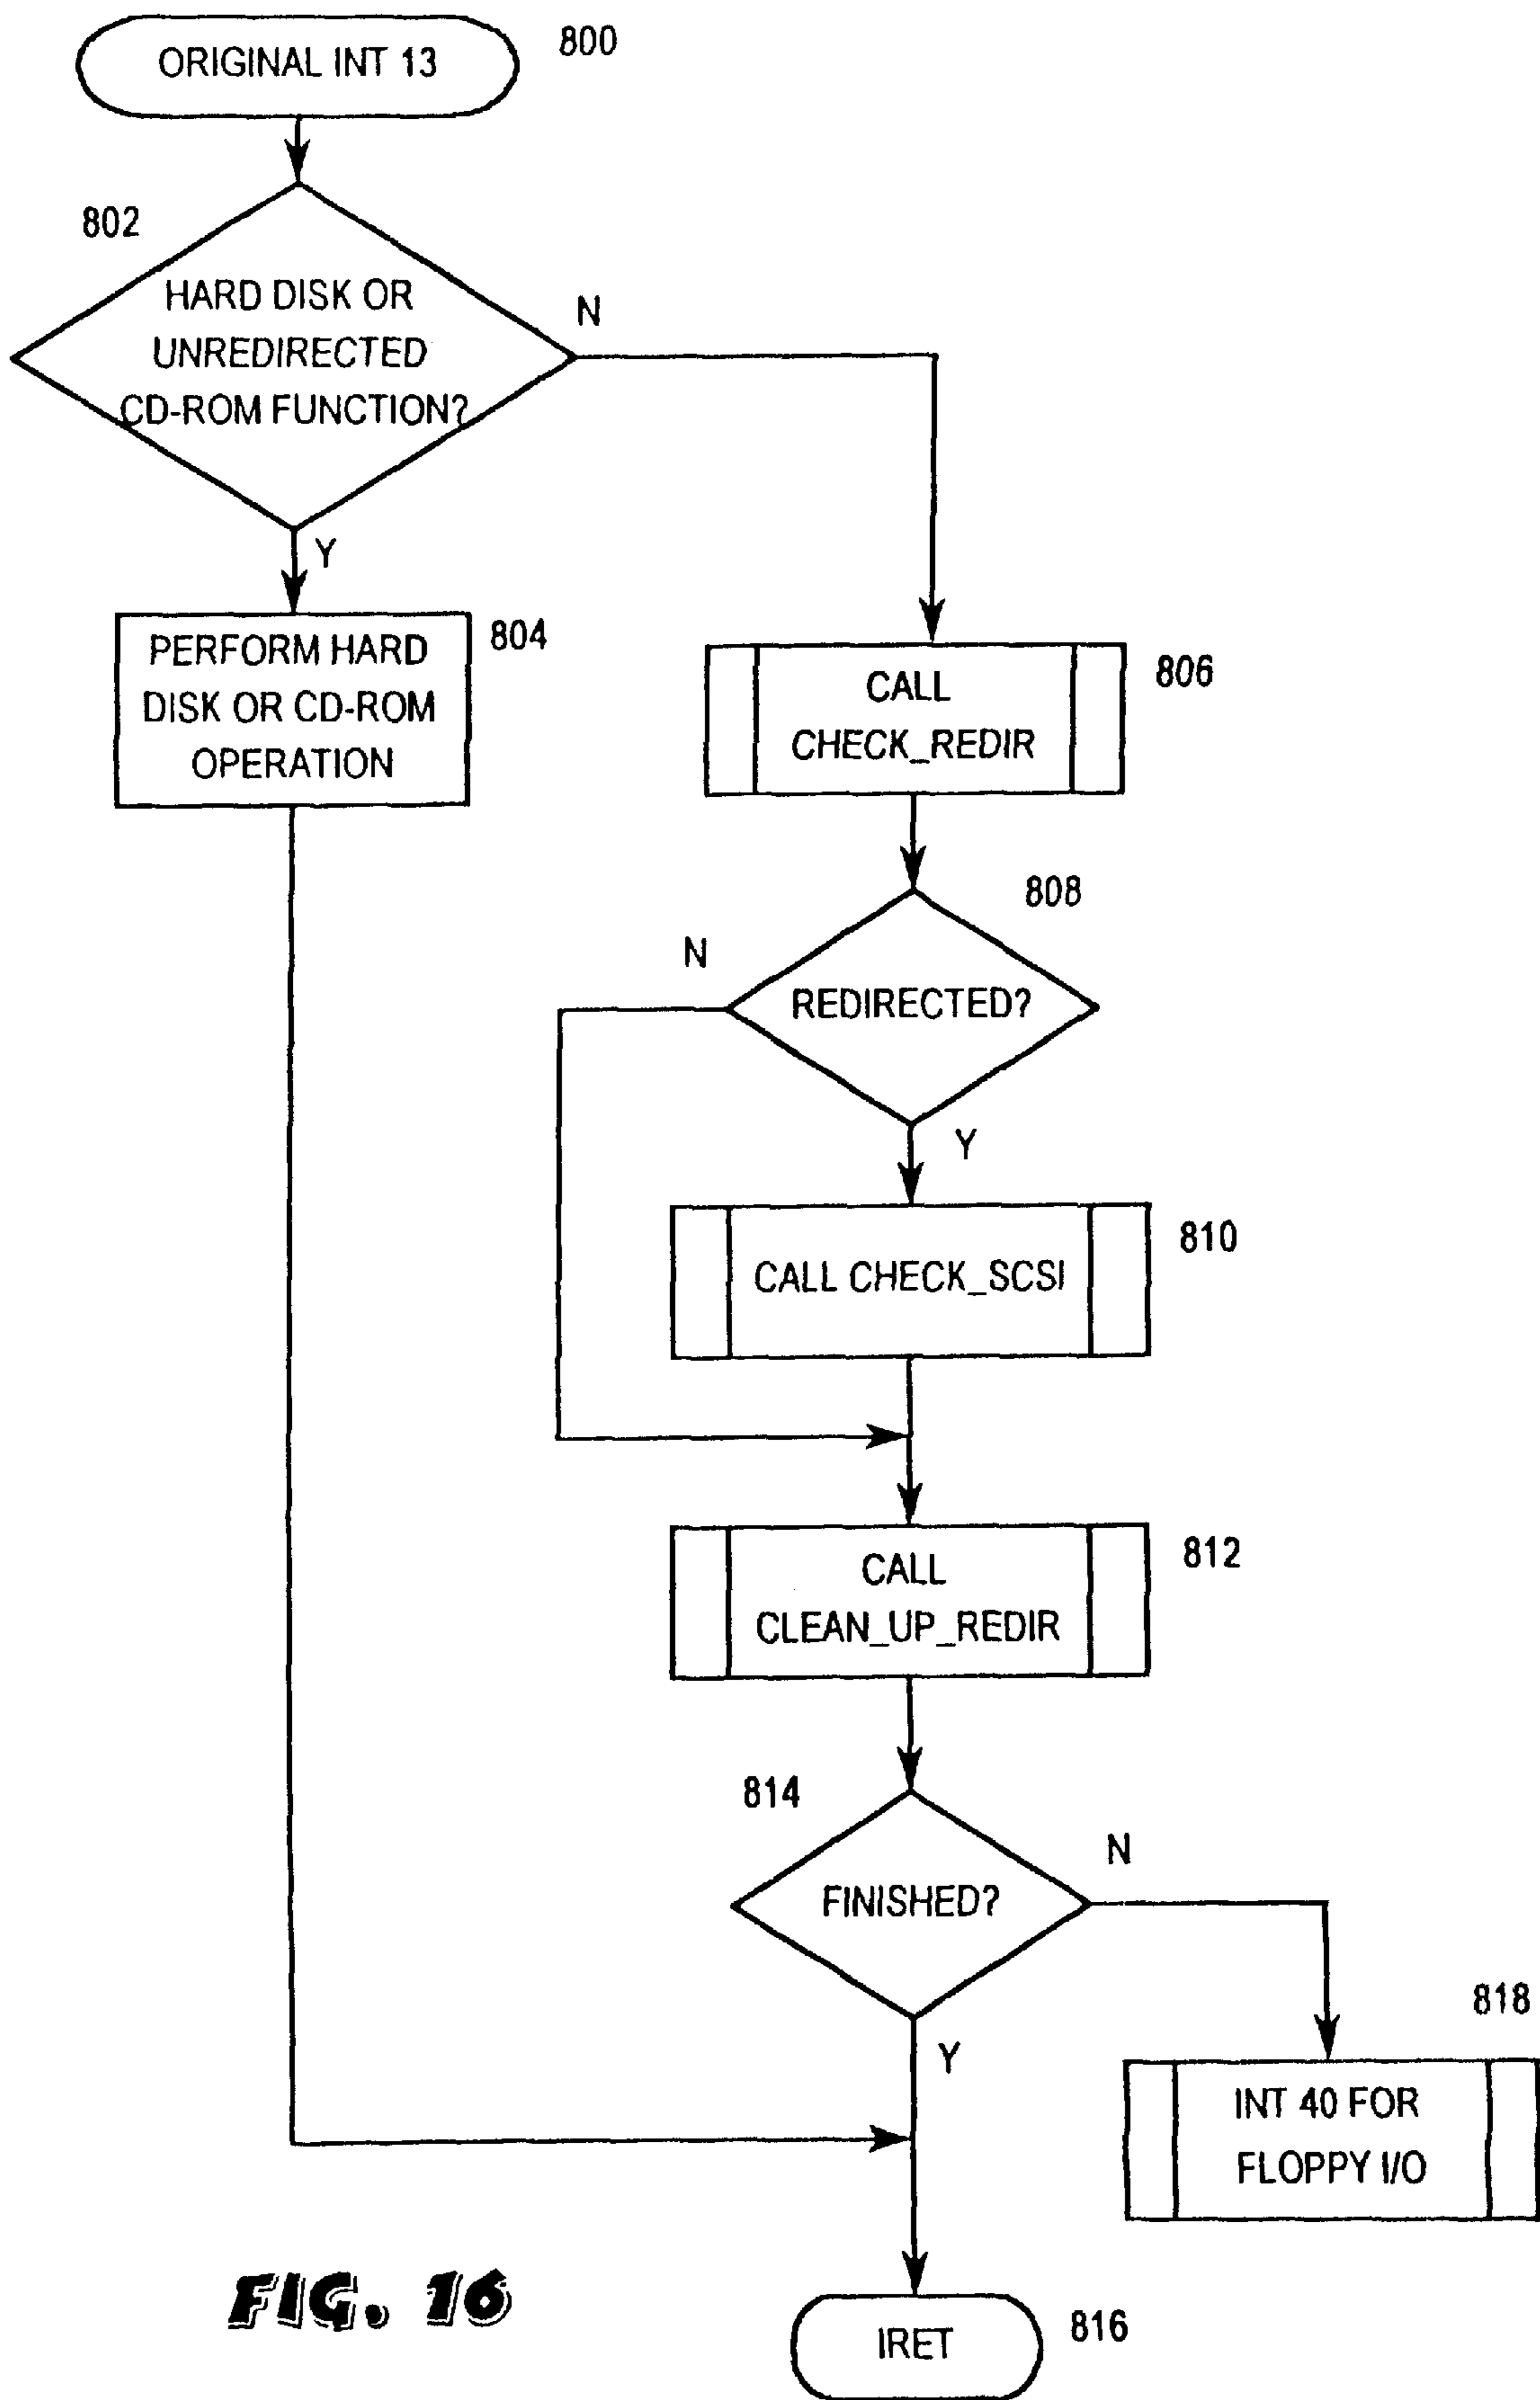 ORIGINAL INT 13
800
802
HARD DISK OR
UNREDIRECTED
CD-ROM FUNCTION?
N
Y
PERFORM HARD
DISK OR CD-ROM
OPERATION
804
CALL
CHECK_REDIR
806
808
N
REDIRECTED?
Y
CALL CHECK_SCSI
810
CALL
CLEAN_UP_REDIR
812
814
N
FINISHED?
Y
818
INT 40 FOR
FLOPPY I/O
FIG. 16
IRET
816